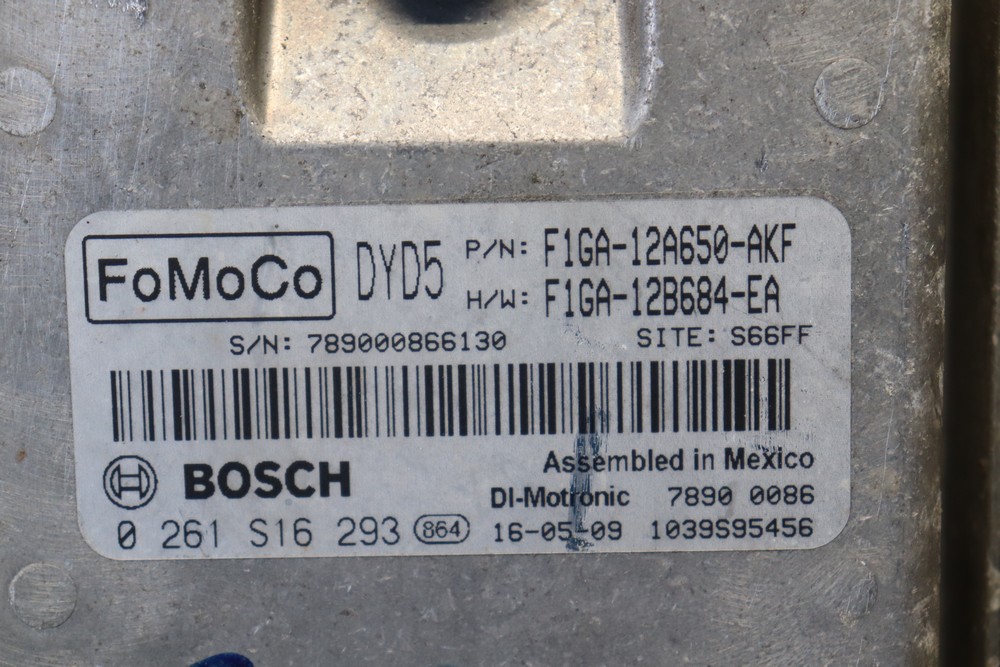 FoMoCo DYD5 P/N: F1GA-12A650-AKF
H/W: F1GA-12B684-EA
S/N: 789000866130 SITE: S66FF
BOSCH Assembled in Mexico
DI-Motronic 7890 0086
0 261 S16 293 864 16-05-09 1039S95456